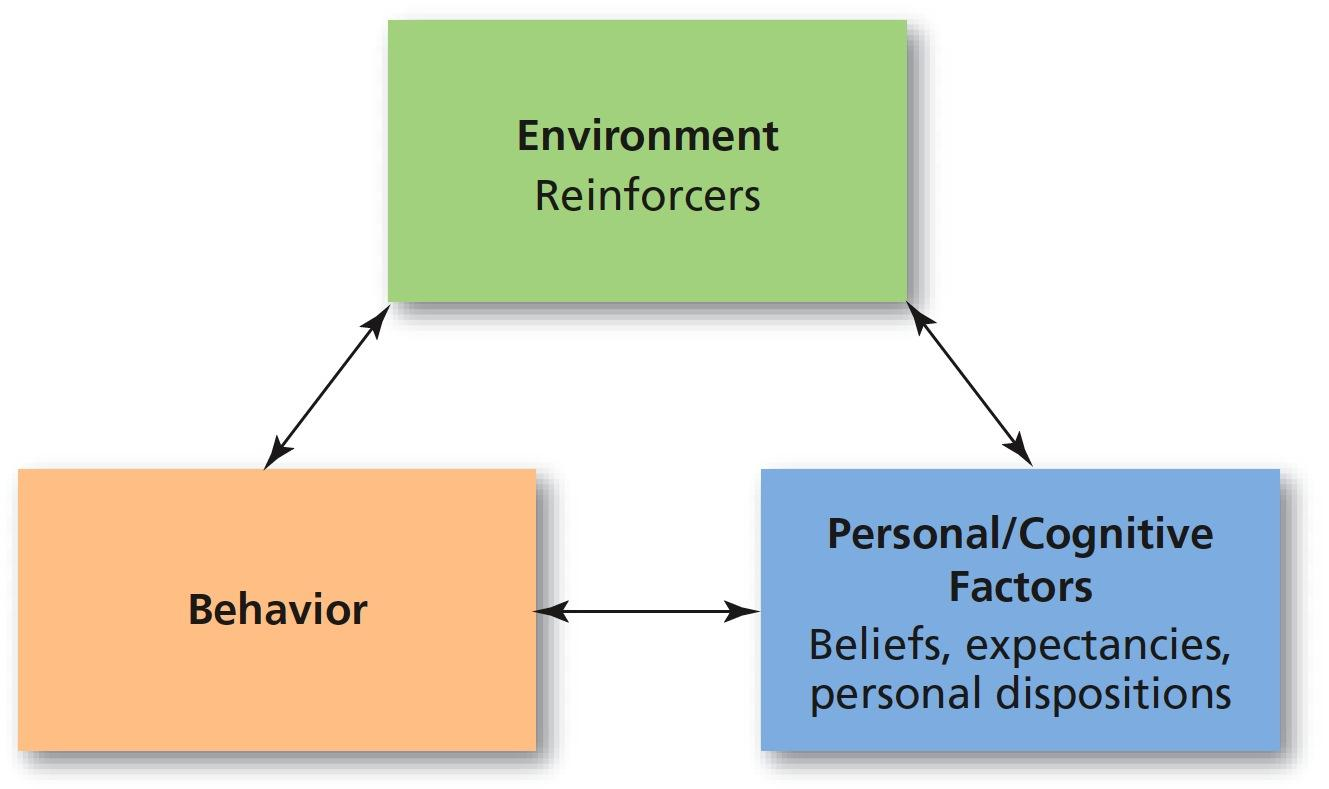 Environment
Reinforcers
Behavior
Personal/Cognitive
Factors
Beliefs, expectancies,
personal dispositions